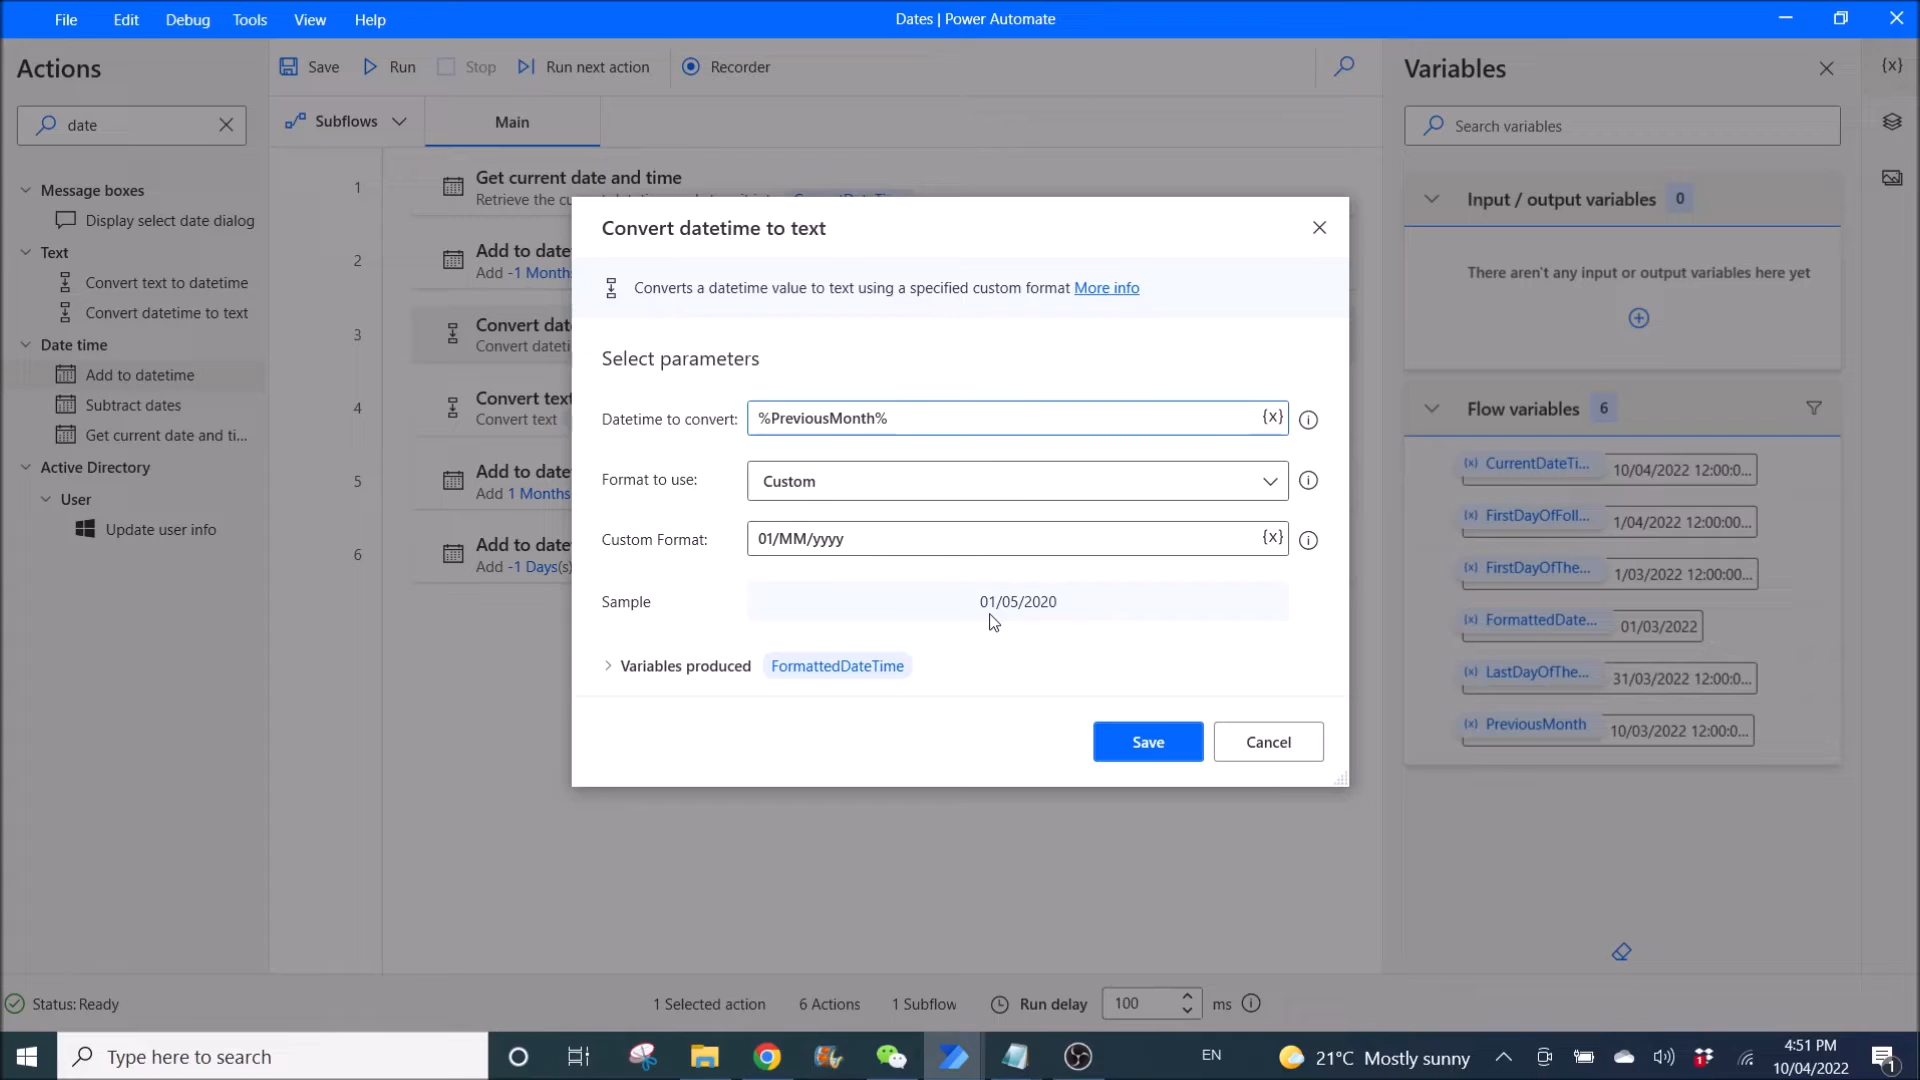 File Edit Debug Tools View Help
Dates | Power Automate
Actions
Save Run Stop Run next action Recorder
Variables
{x}
date
Subflows
Main
Search variables
Message boxes
Display select date dialog
Text
Convert text to datetime
Convert datetime to text
Date time
Add to datetime
Subtract dates
Get current date and ti...
Active Directory
User
Update user info
1
Get current date and time
2
Add to date
Add -1 Month
3
Convert dat
Convert dateti
4
Convert tex
Convert text
5
Add to date
Add 1 Months
6
Add to date
Add -1 Days(s)
Convert datetime to text
Converts a datetime value to text using a specified custom format More info
Select parameters
Datetime to convert: %PreviousMonth% {x}
Format to use: Custom
Custom Format: 01/MM/yyyy {x}
Sample 01/05/2020
Variables produced FormattedDateTime
Save Cancel
Input / output variables 0
There aren't any input or output variables here yet
Flow variables 6
{x} CurrentDateTi... 10/04/2022 12:00:0...
{x} FirstDayOfFoll... 1/04/2022 12:00:00...
{x} FirstDayOfThe... 1/03/2022 12:00:00...
{x} FormattedDate... 01/03/2022
{x} LastDayOfThe... 31/03/2022 12:00:0...
{x} PreviousMonth 10/03/2022 12:00:0...
Status: Ready
1 Selected action 6 Actions 1 Subflow Run delay 100 ms
Type here to search
EN
21°C Mostly sunny
4:51 PM
10/04/2022
1